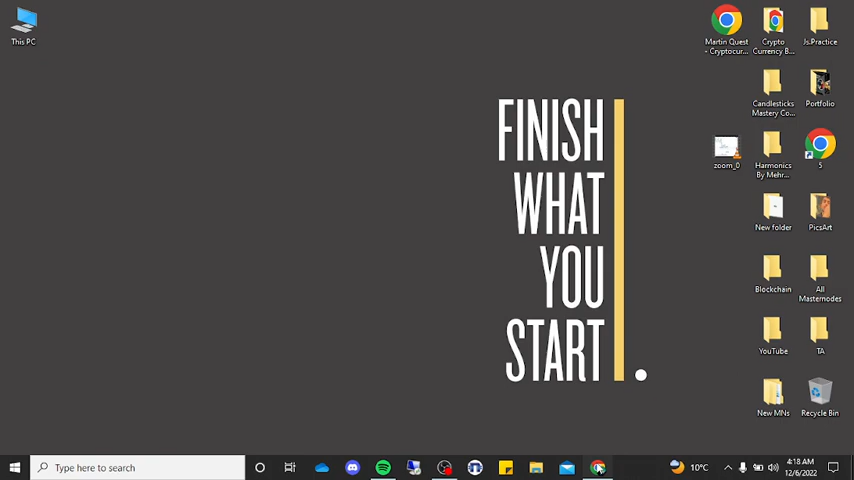 This PC
Martin Quest
- Cryptocur...
Crypto
Currency B...
Js.Practice
Candlesticks
Mastery Co...
Portfolio
zoom_0
Harmonics
By Mehr...
5
New folder
PicsArt
Blockchain
All
Masternodes
YouTube
TA
New MNs
Recycle Bin
FINISH
WHAT
YOU
START.
Type here to search
10°C
4:18 AM
12/6/2022